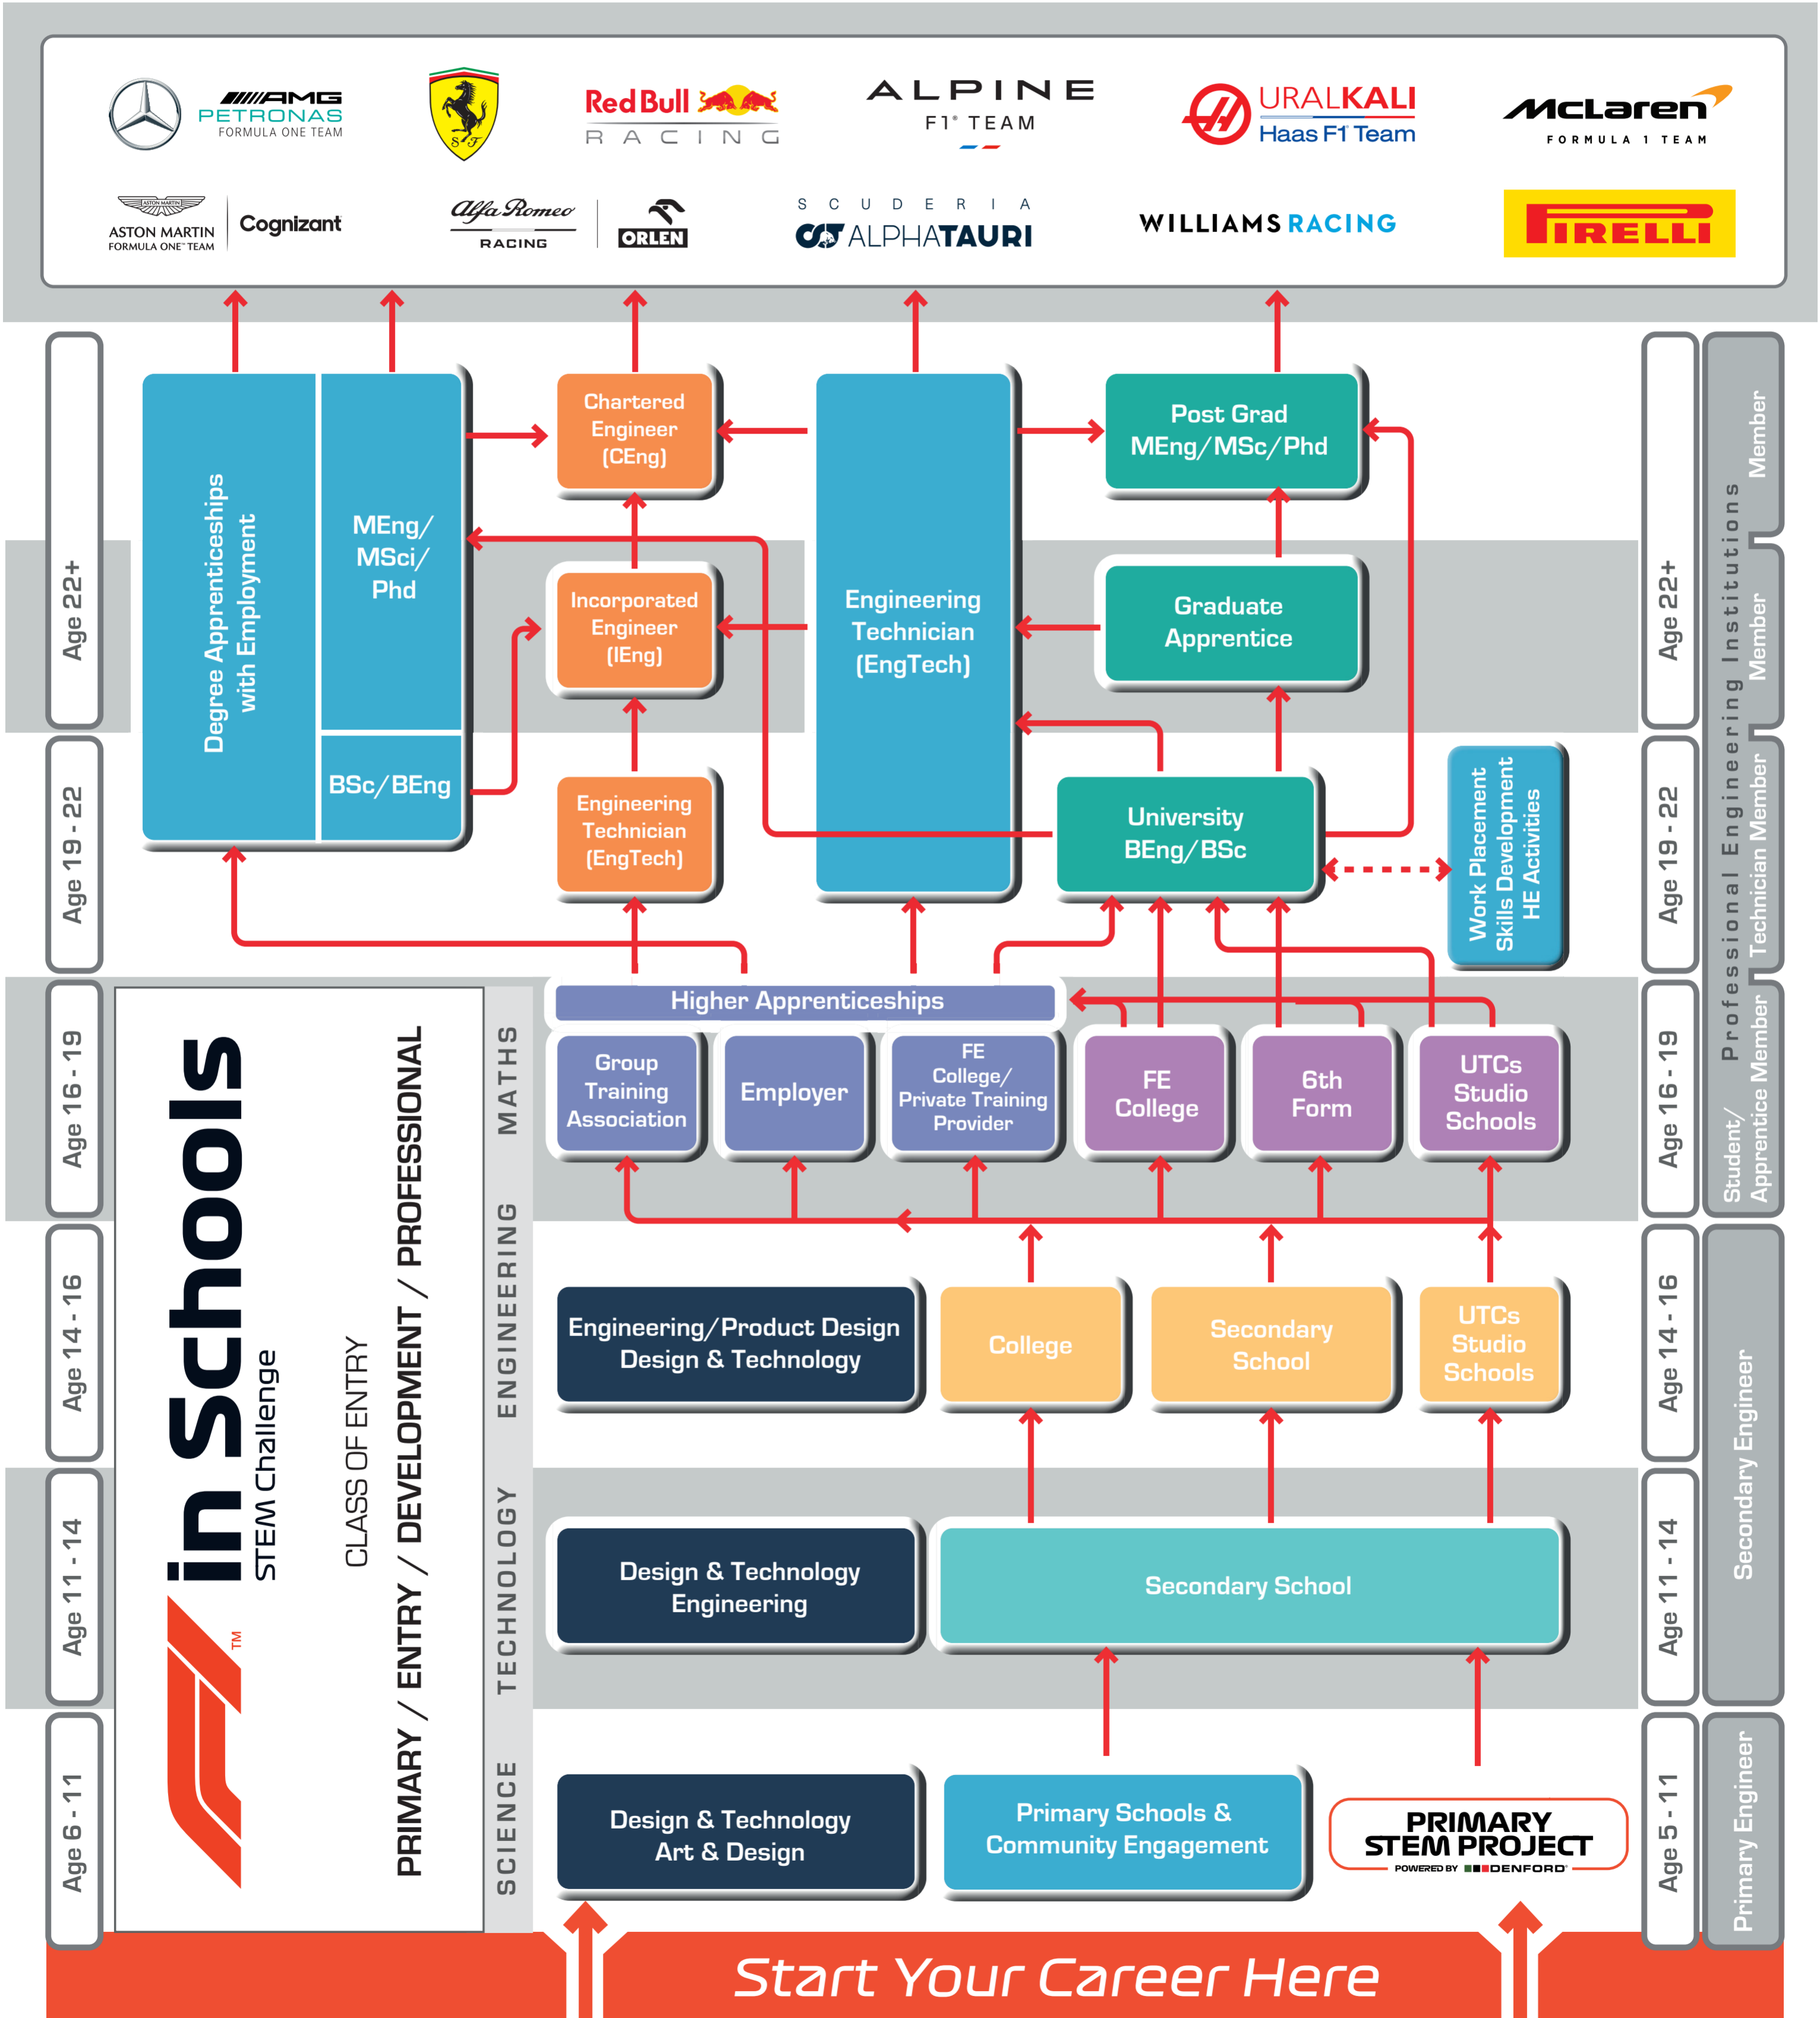 AMG
PETRONAS
FORMULA ONE TEAM
S F
Red Bull
RACING
ALPINE
F1® TEAM
URALKALI
Haas F1 Team
McLaren
FORMULA 1 TEAM
ASTON MARTIN
ASTON MARTIN
FORMULA ONE™ TEAM
Cognizant
Alfa Romeo
RACING
ORLEN
SCUDERIA
ALPHATAURI
WILLIAMS RACING
PIRELLI
Age 22+
Age 19 - 22
Age 16 - 19
Age 14 - 16
Age 11 - 14
Age 6 - 11
Degree Apprenticeships
with Employment
MEng/
MSci/
Phd
BSc/BEng
Chartered
Engineer
(CEng)
Incorporated
Engineer
(IEng)
Engineering
Technician
(EngTech)
Engineering
Technician
(EngTech)
Post Grad
MEng/MSc/Phd
Graduate
Apprentice
University
BEng/BSc
Work Placement
Skills Development
HE Activities
Higher Apprenticeships
Group
Training
Association
Employer
FE
College/
Private Training
Provider
FE
College
6th
Form
UTCs
Studio
Schools
Engineering/Product Design
Design & Technology
College
Secondary
School
UTCs
Studio
Schools
Design & Technology
Engineering
Secondary School
Design & Technology
Art & Design
Primary Schools &
Community Engagement
PRIMARY
STEM PROJECT
POWERED BY DENFORD
F1 in Schools
TM
STEM Challenge
CLASS OF ENTRY
PRIMARY / ENTRY / DEVELOPMENT / PROFESSIONAL
SCIENCE TECHNOLOGY ENGINEERING MATHS
Age 22+
Age 19 - 22
Age 16 - 19
Age 14 - 16
Age 11 - 14
Age 5 - 11
Professional Engineering Institutions
Member
Member
Technician Member
Student/
Apprentice Member
Secondary Engineer
Primary Engineer
Start Your Career Here